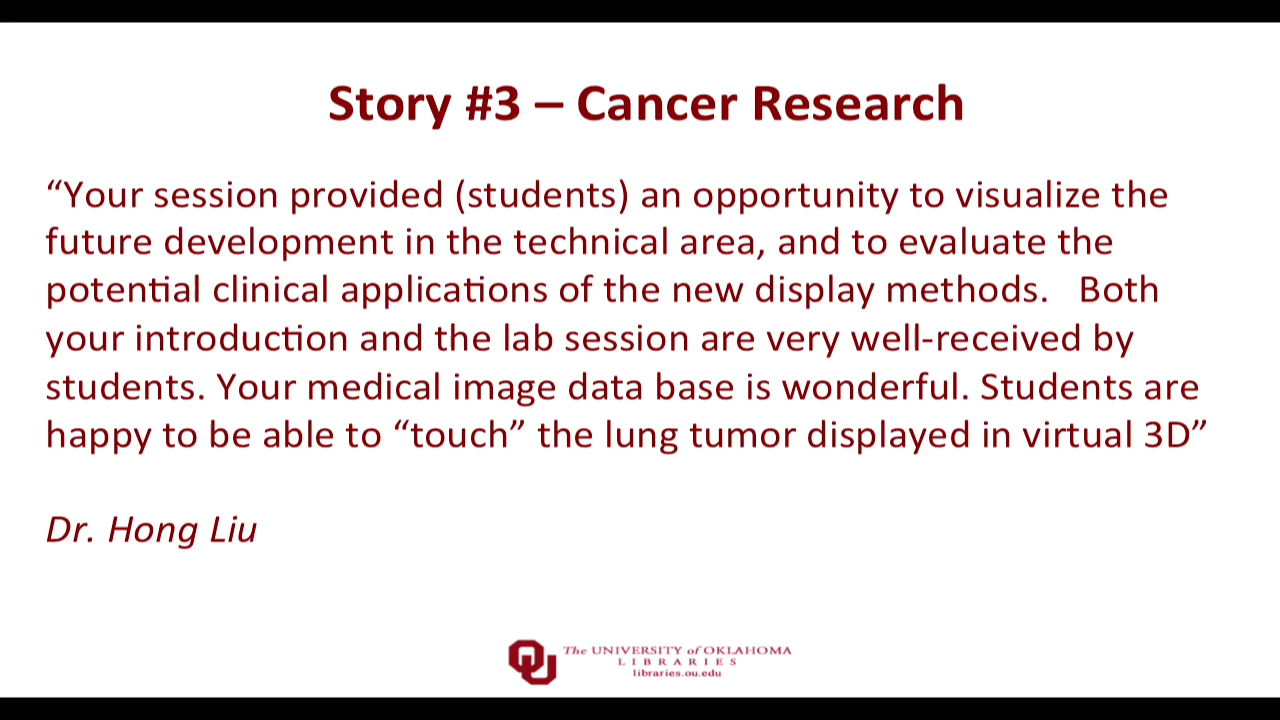 Story #3 – Cancer Research
“Your session provided (students) an opportunity to visualize the
future development in the technical area, and to evaluate the
potential clinical applications of the new display methods.   Both
your introduction and the lab session are very well-received by
students. Your medical image data base is wonderful. Students are
happy to be able to “touch” the lung tumor displayed in virtual 3D”
Dr. Hong Liu
The UNIVERSITY of OKLAHOMA
LIBRARIES
libraries.ou.edu